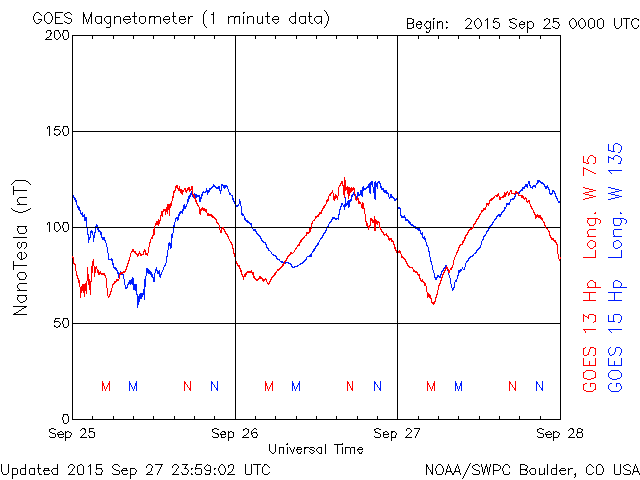 GOES Magnetometer (1 minute data)
Begin: 2015 Sep 25 0000 UTC
200
150
100
50
0
NanoTesla (nT)
M M N N M M N N M M N N
Sep 25 Sep 26 Sep 27 Sep 28
Universal Time
GOES 13 Hp Long. W 75
GOES 15 Hp Long. W 135
Updated 2015 Sep 27 23:59:02 UTC
NOAA/SWPC Boulder, CO USA